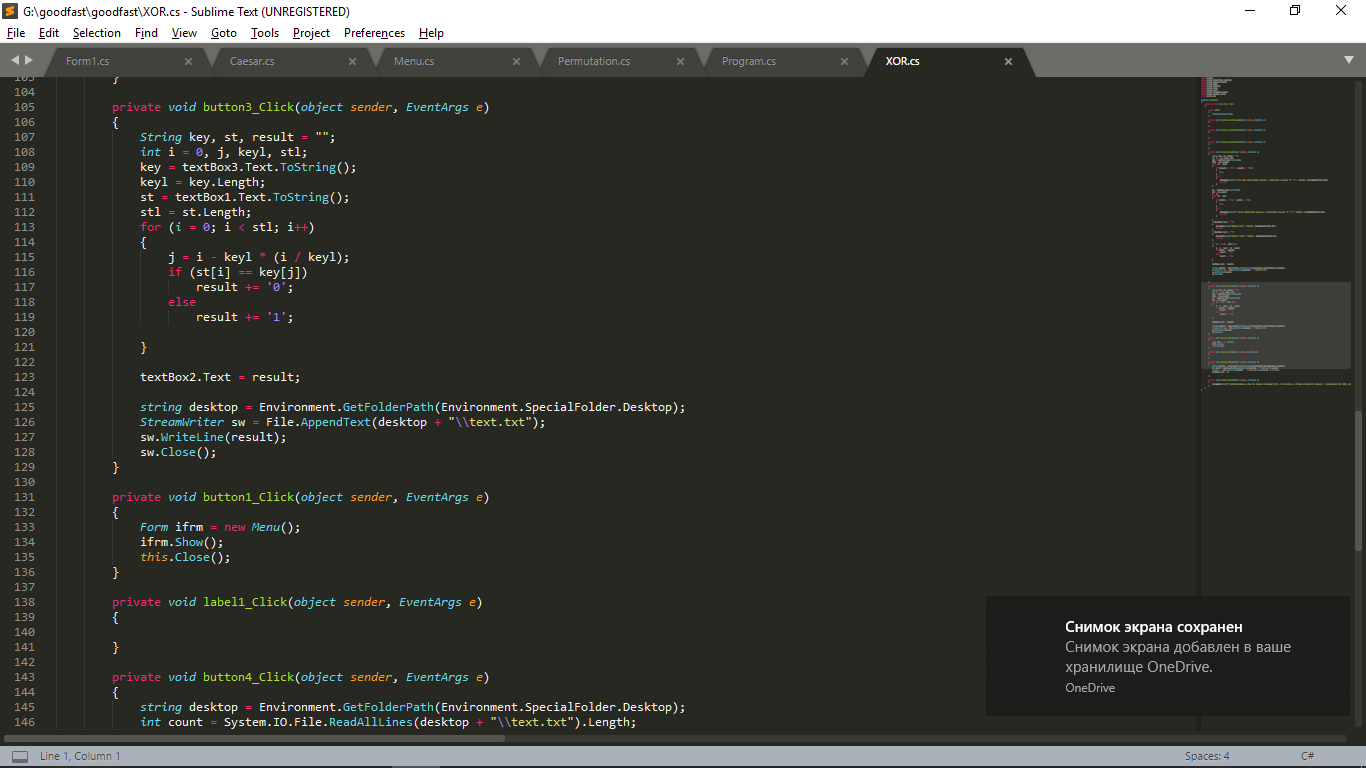 G:\goodfast\goodfast\XOR.cs - Sublime Text (UNREGISTERED)
File Edit Selection Find View Goto Tools Project Preferences Help
Form1.cs Caesar.cs Menu.cs Permutation.cs Program.cs XOR.cs
103 }
104
105 private void button3_Click(object sender, EventArgs e)
106 {
107 String key, st, result = "";
108 int i = 0, j, keyl, stl;
109 key = textBox3.Text.ToString();
110 keyl = key.Length;
111 st = textBox1.Text.ToString();
112 stl = st.Length;
113 for (i = 0; i < stl; i++)
114 {
115 j = i - keyl * (i / keyl);
116 if (st[i] == key[j])
117 result += '0';
118 else
119 result += '1';
120
121 }
122
123 textBox2.Text = result;
124
125 string desktop = Environment.GetFolderPath(Environment.SpecialFolder.Desktop);
126 StreamWriter sw = File.AppendText(desktop + "\\text.txt");
127 sw.WriteLine(result);
128 sw.Close();
129 }
130
131 private void button1_Click(object sender, EventArgs e)
132 {
133 Form ifrm = new Menu();
134 ifrm.Show();
135 this.Close();
136 }
137
138 private void label1_Click(object sender, EventArgs e)
139 {
140
141 }
142
143 private void button4_Click(object sender, EventArgs e)
144 {
145 string desktop = Environment.GetFolderPath(Environment.SpecialFolder.Desktop);
146 int count = System.IO.File.ReadAllLines(desktop + "\\text.txt").Length;
Снимок экрана сохранен
Снимок экрана добавлен в ваше
хранилище OneDrive.
OneDrive
Line 1, Column 1
Spaces: 4
C#